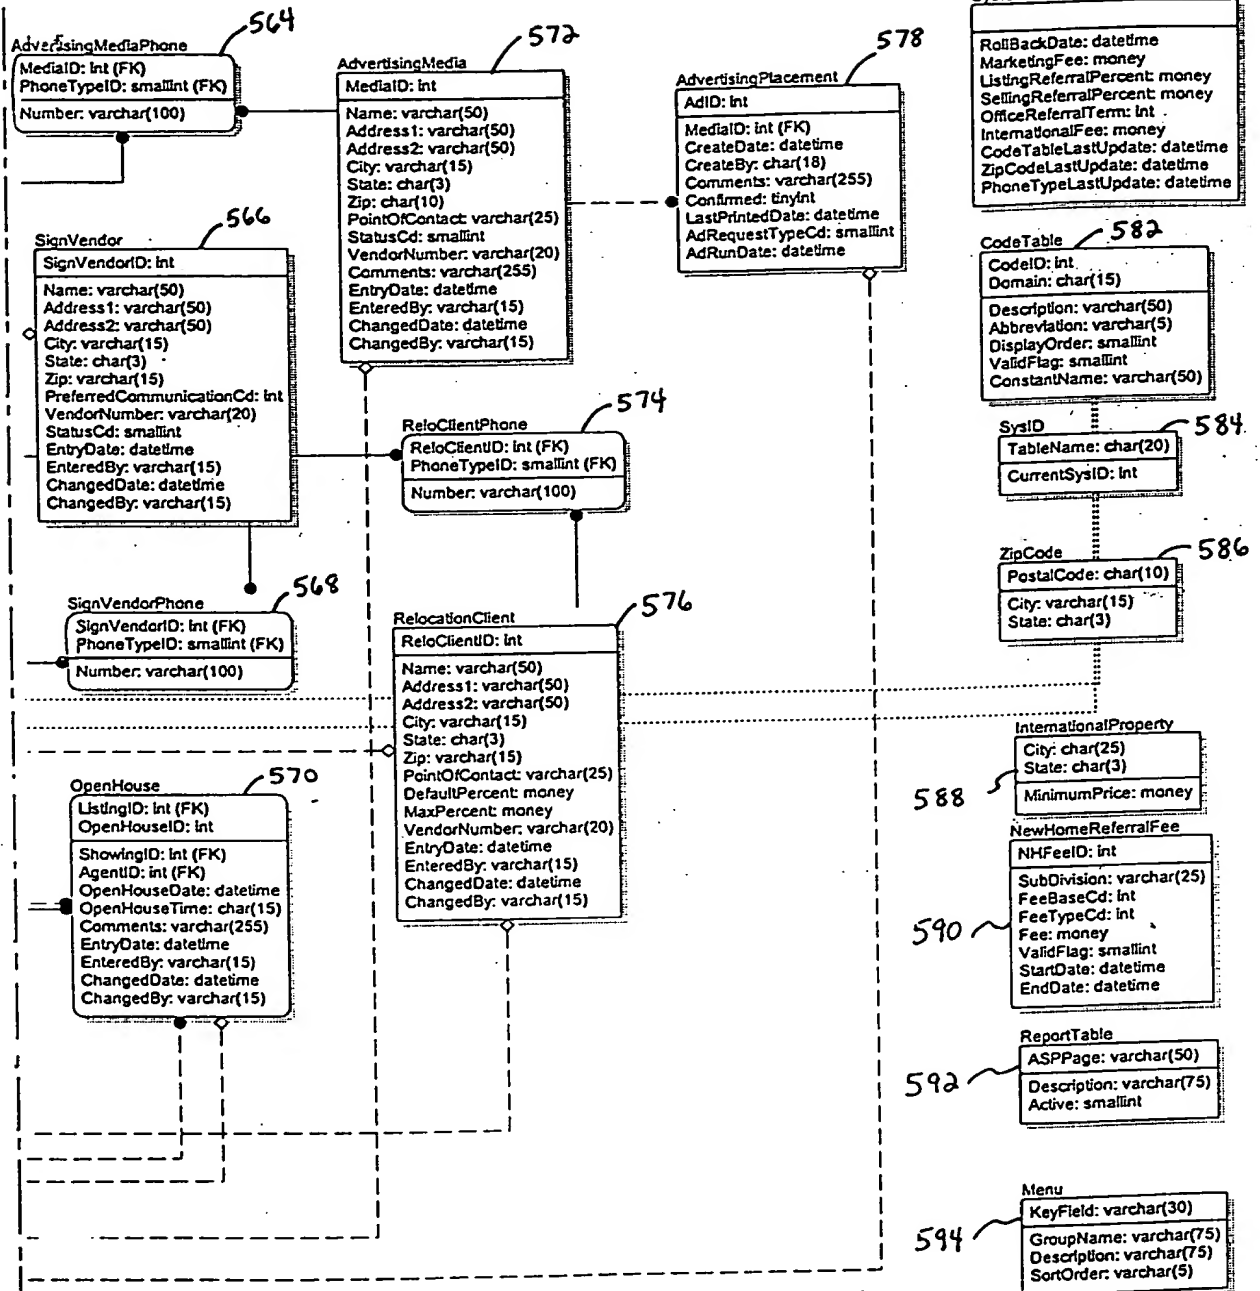 564
AdvertisingMediaPhone
MediaID: int (FK)
PhoneTypeID: smallint (FK)
Number: varchar(100)
572
AdvertisingMedia
MediaID: int
Name: varchar(50)
Address1: varchar(50)
Address2: varchar(50)
City: varchar(15)
State: char(3)
Zip: char(10)
PointOfContact: varchar(25)
StatusCd: smallint
VendorNumber: varchar(20)
Comments: varchar(255)
EntryDate: datetime
EnteredBy: varchar(15)
ChangedDate: datetime
ChangedBy: varchar(15)
578
AdvertisingPlacement
AdID: int
MediaID: int (FK)
CreateDate: datetime
CreateBy: char(18)
Comments: varchar(255)
Confirmed: tinyint
LastPrintedDate: datetime
AdRequestTypeCd: smallint
AdRunDate: datetime
RollBackDate: datetime
MarketingFee: money
ListingReferralPercent: money
SellingReferralPercent: money
OfficeReferralTerm: int
InternationalFee: money
CodeTableLastUpdate: datetime
ZipCodeLastUpdate: datetime
PhoneTypeLastUpdate: datetime
566
SignVendor
SignVendorID: int
Name: varchar(50)
Address1: varchar(50)
Address2: varchar(50)
City: varchar(15)
State: char(3)
Zip: varchar(15)
PreferredCommunicationCd: int
VendorNumber: varchar(20)
StatusCd: smallint
EntryDate: datetime
EnteredBy: varchar(15)
ChangedDate: datetime
ChangedBy: varchar(15)
582
CodeTable
CodeID: int
Domain: char(15)
Description: varchar(50)
Abbreviation: varchar(5)
DisplayOrder: smallint
ValidFlag: smallint
ConstantName: varchar(50)
574
ReloClientPhone
ReloClientID: int (FK)
PhoneTypeID: smallint (FK)
Number: varchar(100)
584
SysID
TableName: char(20)
CurrentSysID: int
586
ZipCode
PostalCode: char(10)
City: varchar(15)
State: char(3)
568
SignVendorPhone
SignVendorID: int (FK)
PhoneTypeID: smallint (FK)
Number: varchar(100)
576
RelocationClient
ReloClientID: int
Name: varchar(50)
Address1: varchar(50)
Address2: varchar(50)
City: varchar(15)
State: char(3)
Zip: varchar(15)
PointOfContact: varchar(25)
DefaultPercent: money
MaxPercent: money
VendorNumber: varchar(20)
EntryDate: datetime
EnteredBy: varchar(15)
ChangedDate: datetime
ChangedBy: varchar(15)
570
OpenHouse
ListingID: int (FK)
OpenHouseID: int
ShowingID: int (FK)
AgentID: int (FK)
OpenHouseDate: datetime
OpenHouseTime: char(15)
Comments: varchar(255)
EntryDate: datetime
EnteredBy: varchar(15)
ChangedDate: datetime
ChangedBy: varchar(15)
InternationalProperty
City: char(25)
State: char(3)
MinimumPrice: money
588
NewHomeReferralFee
NHFeeID: int
SubDivision: varchar(25)
FeeBaseCd: int
FeeTypeCd: int
Fee: money
ValidFlag: smallint
StartDate: datetime
EndDate: datetime
590
ReportTable
ASPPage: varchar(50)
Description: varchar(75)
Active: smallint
592
Menu
KeyField: varchar(30)
GroupName: varchar(75)
Description: varchar(75)
SortOrder: varchar(5)
594